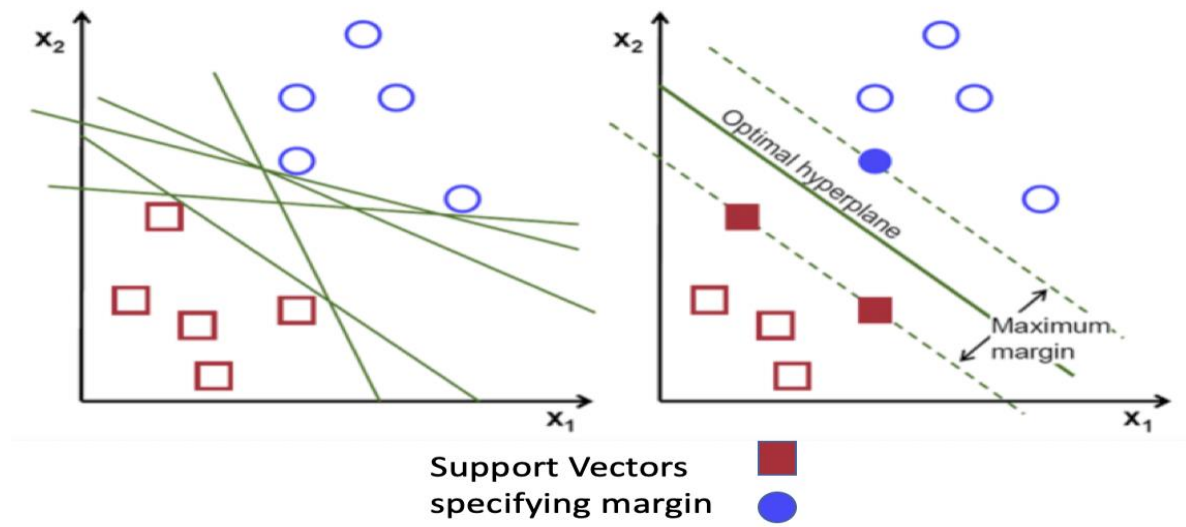 x2
x1
x2
Optimal hyperplane
Maximum
margin
x1
Support Vectors
specifying margin